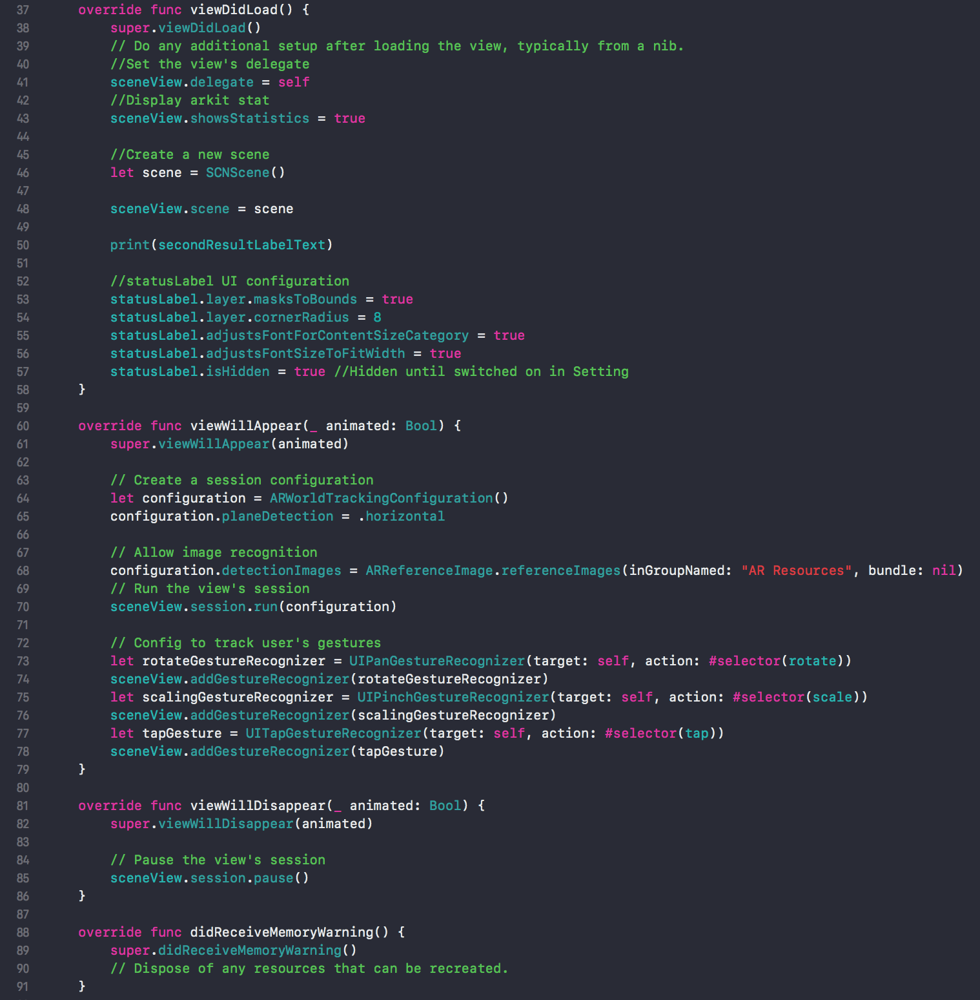 37 override func viewDidLoad() {
38 super.viewDidLoad()
39 // Do any additional setup after loading the view, typically from a nib.
40 //Set the view's delegate
41 sceneView.delegate = self
42 //Display arkit stat
43 sceneView.showsStatistics = true
44
45 //Create a new scene
46 let scene = SCNScene()
47
48 sceneView.scene = scene
49
50 print(secondResultLabelText)
51
52 //statusLabel UI configuration
53 statusLabel.layer.masksToBounds = true
54 statusLabel.layer.cornerRadius = 8
55 statusLabel.adjustsFontForContentSizeCategory = true
56 statusLabel.adjustsFontSizeToFitWidth = true
57 statusLabel.isHidden = true //Hidden until switched on in Setting
58 }
59
60 override func viewWillAppear(_ animated: Bool) {
61 super.viewWillAppear(animated)
62
63 // Create a session configuration
64 let configuration = ARWorldTrackingConfiguration()
65 configuration.planeDetection = .horizontal
66
67 // Allow image recognition
68 configuration.detectionImages = ARReferenceImage.referenceImages(inGroupNamed: "AR Resources", bundle: nil)
69 // Run the view's session
70 sceneView.session.run(configuration)
71
72 // Config to track user's gestures
73 let rotateGestureRecognizer = UIPanGestureRecognizer(target: self, action: #selector(rotate))
74 sceneView.addGestureRecognizer(rotateGestureRecognizer)
75 let scalingGestureRecognizer = UIPinchGestureRecognizer(target: self, action: #selector(scale))
76 sceneView.addGestureRecognizer(scalingGestureRecognizer)
77 let tapGesture = UITapGestureRecognizer(target: self, action: #selector(tap))
78 sceneView.addGestureRecognizer(tapGesture)
79 }
80
81 override func viewWillDisappear(_ animated: Bool) {
82 super.viewWillDisappear(animated)
83
84 // Pause the view's session
85 sceneView.session.pause()
86 }
87
88 override func didReceiveMemoryWarning() {
89 super.didReceiveMemoryWarning()
90 // Dispose of any resources that can be recreated.
91 }